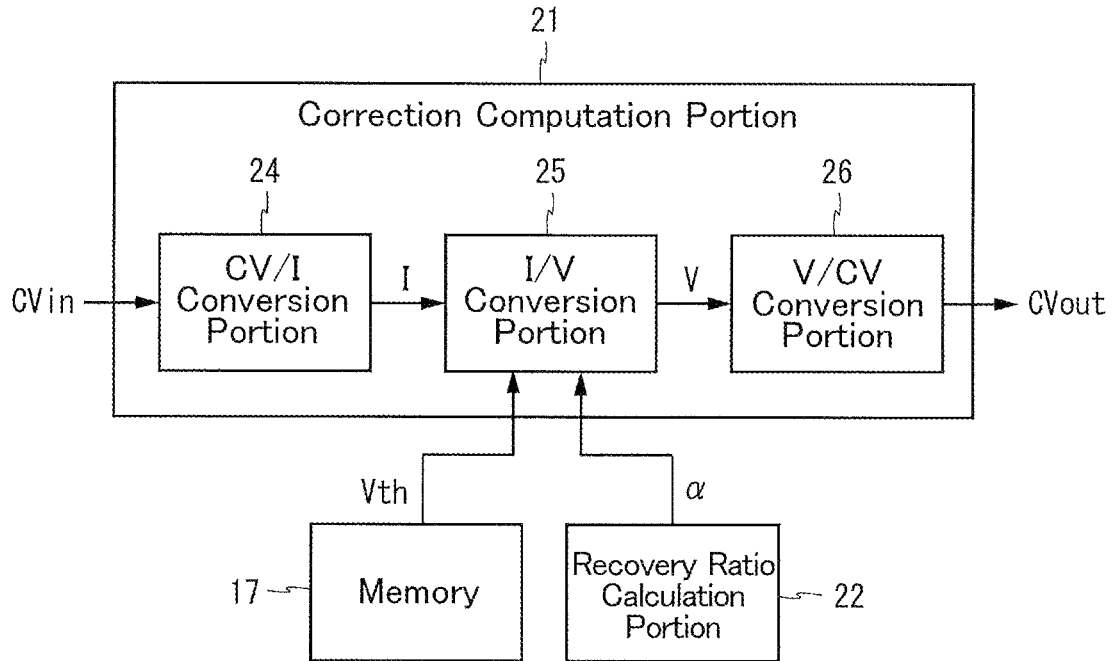 21
Correction Computation Portion
24
25
26
CVin
CV/I
Conversion
Portion
I
I/V
Conversion
Portion
V
V/CV
Conversion
Portion
CVout
Vth
α
17
Memory
Recovery Ratio
Calculation
Portion
22